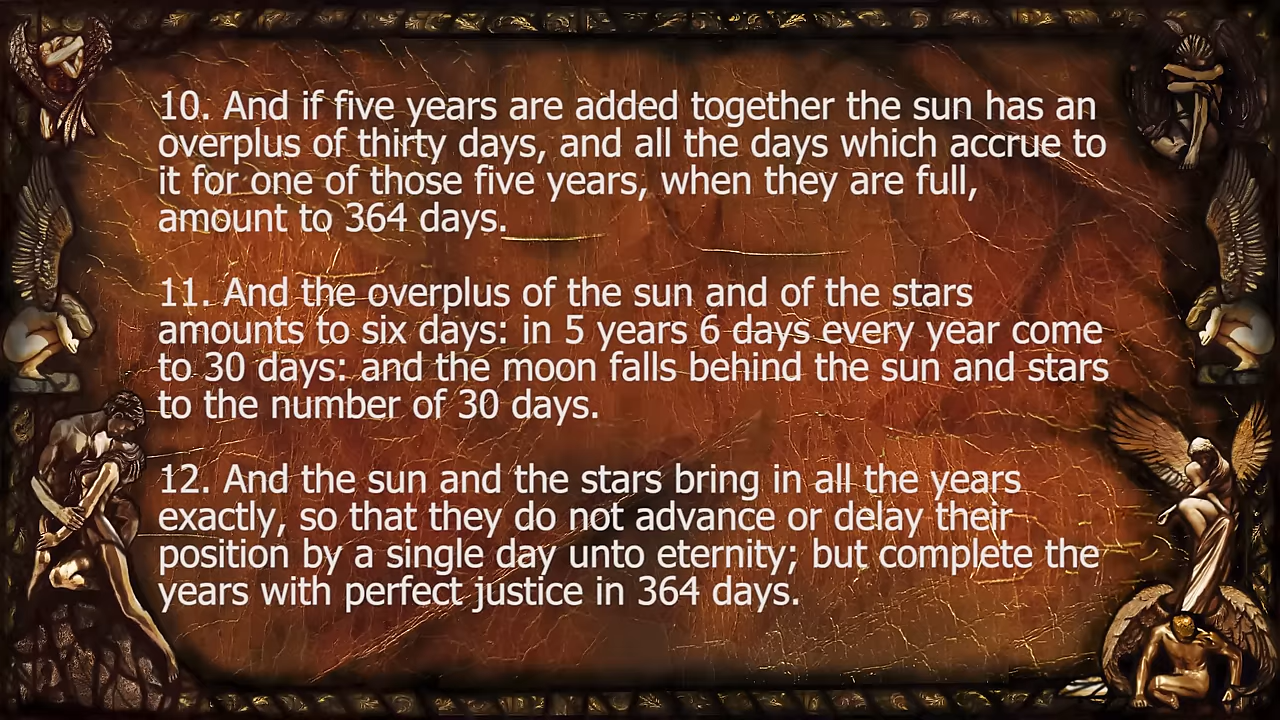 10. And if five years are added together the sun has an
overplus of thirty days, and all the days which accrue to
it for one of those five years, when they are full,
amount to 364 days.
11. And the overplus of the sun and of the stars
amounts to six days: in 5 years 6 days every year come
to 30 days: and the moon falls behind the sun and stars
to the number of 30 days.
12. And the sun and the stars bring in all the years
exactly, so that they do not advance or delay their
position by a single day unto eternity; but complete the
years with perfect justice in 364 days.